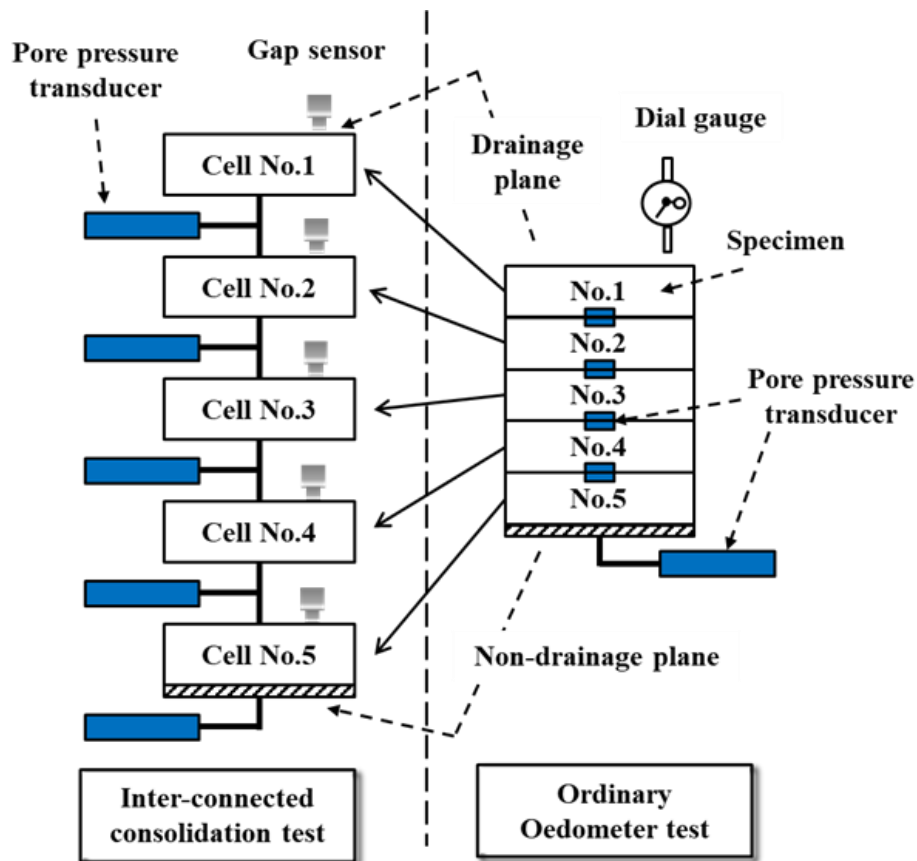 Pore pressure
transducer
Gap sensor
Cell No.1
Cell No.2
Cell No.3
Cell No.4
Cell No.5
Drainage
plane
Dial gauge
Specimen
No.1
No.2
No.3
No.4
No.5
Pore pressure
transducer
Non-drainage plane
Inter-connected
consolidation test
Ordinary
Oedometer test